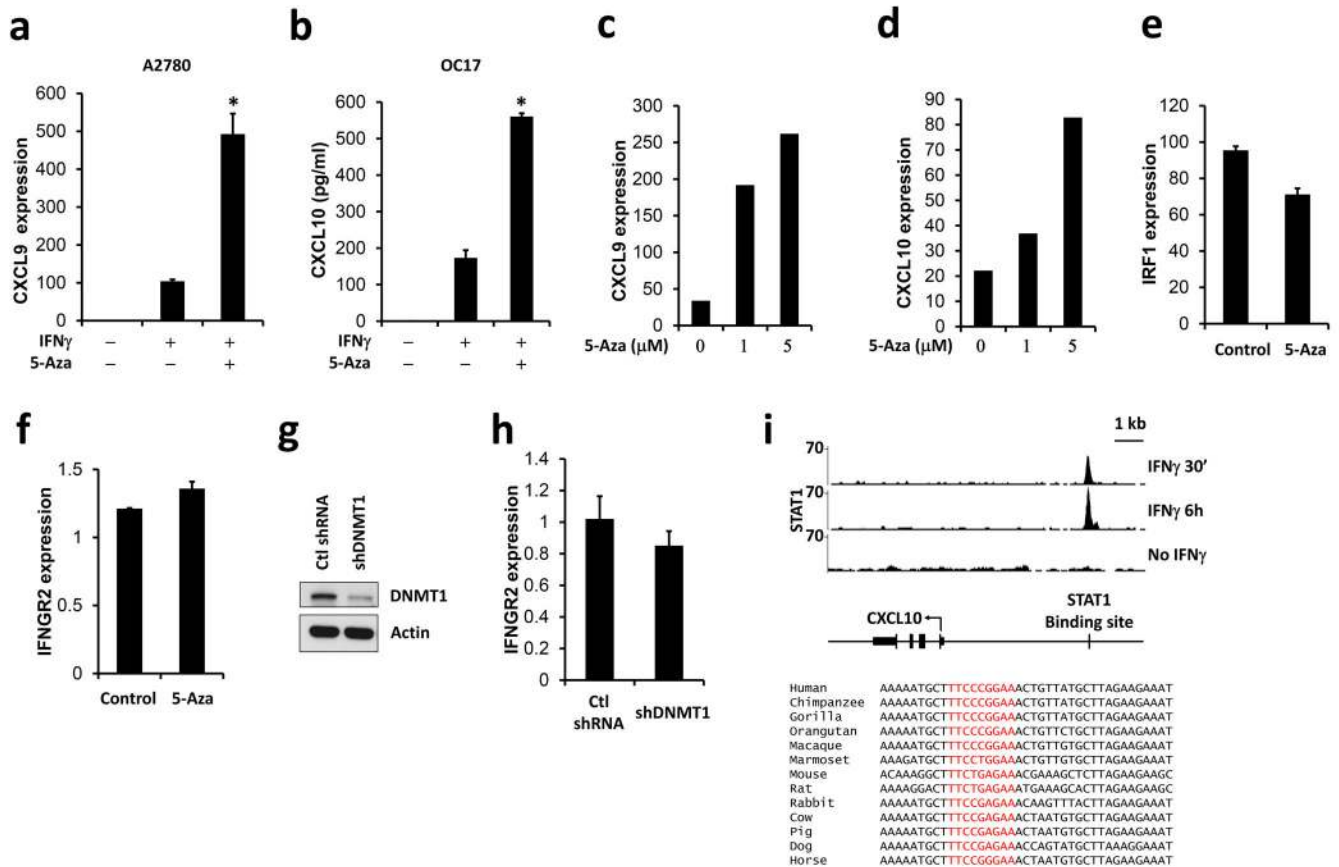 a
A2780
CXCL9 expression
600
500
400
300
200
100
0
*
IFNγ – + +
5-Aza – – +
b
OC17
CXCL10 (pg/ml)
600
500
400
600
200
100
0
*
IFNγ – + +
5-Aza – – +
c
CXCL9 expression
300
250
200
150
100
50
0
5-Aza (μM) 0 1 5
d
CXCL10 expression
90
80
70
60
50
40
30
20
10
0
5-Aza (μM) 0 1 5
e
IRF1 expression
120
100
80
60
40
20
0
Control 5-Aza
f
IFNGR2 expression
1.5
1
0.5
0
Control 5-Aza
g
Ctl shRNA
shDNMT1
DNMT1
Actin
h
IFNGR2 expression
1.4
1.2
1
0.8
0.6
0.4
0.2
0
Ctl
shRNA
shDNMT1
i
1 kb
STAT1
70
IFNγ 30'
70
IFNγ 6h
70
No IFNγ
CXCL10
STAT1
Binding site
Human AAAAATGCTTTCCCGGAAACTGTTATGCTTAGAAGAAAT
Chimpanzee AAAAATGCTTTCCCGGAAACTGTTATGCTTAGAAGAAAT
Gorilla AAAAATGCTTTCCCGGAAACTGTTATGCTTAGAAGAAAT
Orangutan AAAAATGCTTTCCCGGAAACTGTTCTGCTTAGAAGAAAT
Macaque AAAAATGCTTTCCCGGAAACTGTTGTGCTTAGAAGAAAT
Marmoset AAAGATGCTTTCCTGGAAACTGTTGTGCTTAGAAGAAAT
Mouse ACAAAGGCTTTCTGAGAAACGAAAGCTCTTAGAAGAAGC
Rat AAAAGGACTTTCTGAGAAATGAAAGCACTTAGAAGAAGC
Rabbit AAAAATGCTTTCCGAGAAACAAGTTTACTTAGAAGAAAT
Cow AAAAATGCTTTCCGAGAAACTAATGTGCTTAGAAGAAAT
Pig AAAAATGCTTTCCGAGAAACTAATGTGCTTAGAAGAAAT
Dog AAAAATGCTTTCCGAGAAACCAGTATGCTTAAAGGAAAT
Horse AAAAATGCTTTCCGGGAAACTAATGTGCTTAGAAGAAAT